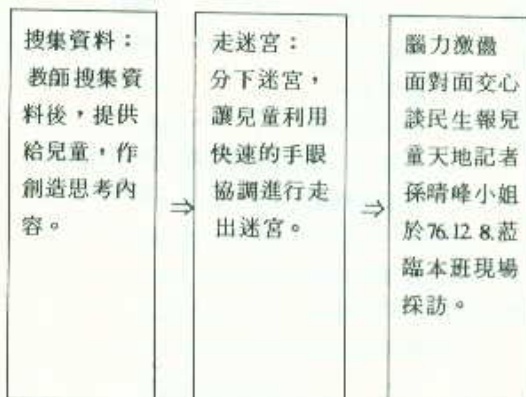 搜集資料：
教師搜集資
料後，提供
給兒童，作
創造思考內
容。
⇒
走迷宮：
分下迷宮，
讓兒童利用
快速的手眼
協調進行走
出迷宮。
⇒
腦力激盪
面對面交心
談民生報兒
童天地記者
孫晴峰小姐
於76.12.8.蒞
臨本班現場
採訪。